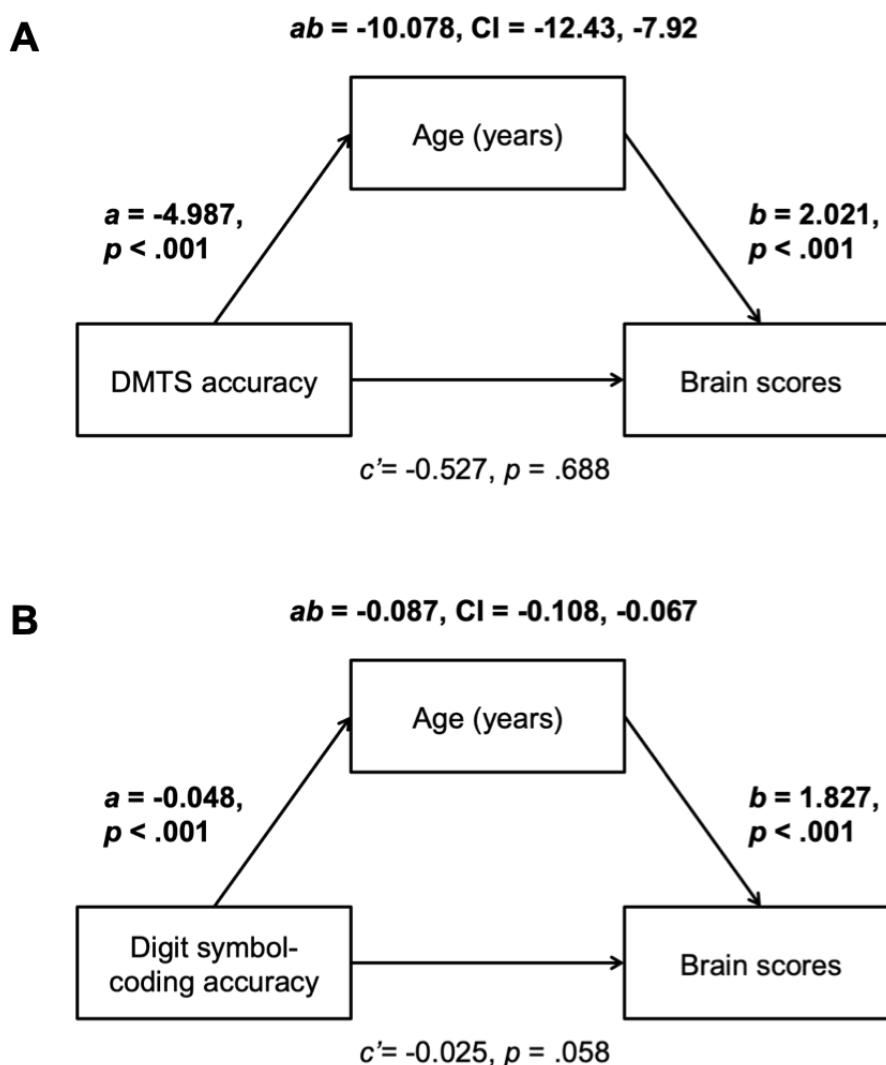 A
ab = -10.078, CI = -12.43, -7.92
Age (years)
a = -4.987,
p < .001
b = 2.021,
p < .001
DMTS accuracy
Brain scores
c’= -0.527, p = .688
B
ab = -0.087, CI = -0.108, -0.067
Age (years)
a = -0.048,
p < .001
b = 1.827,
p < .001
Digit symbol-
coding accuracy
Brain scores
c’= -0.025, p = .058